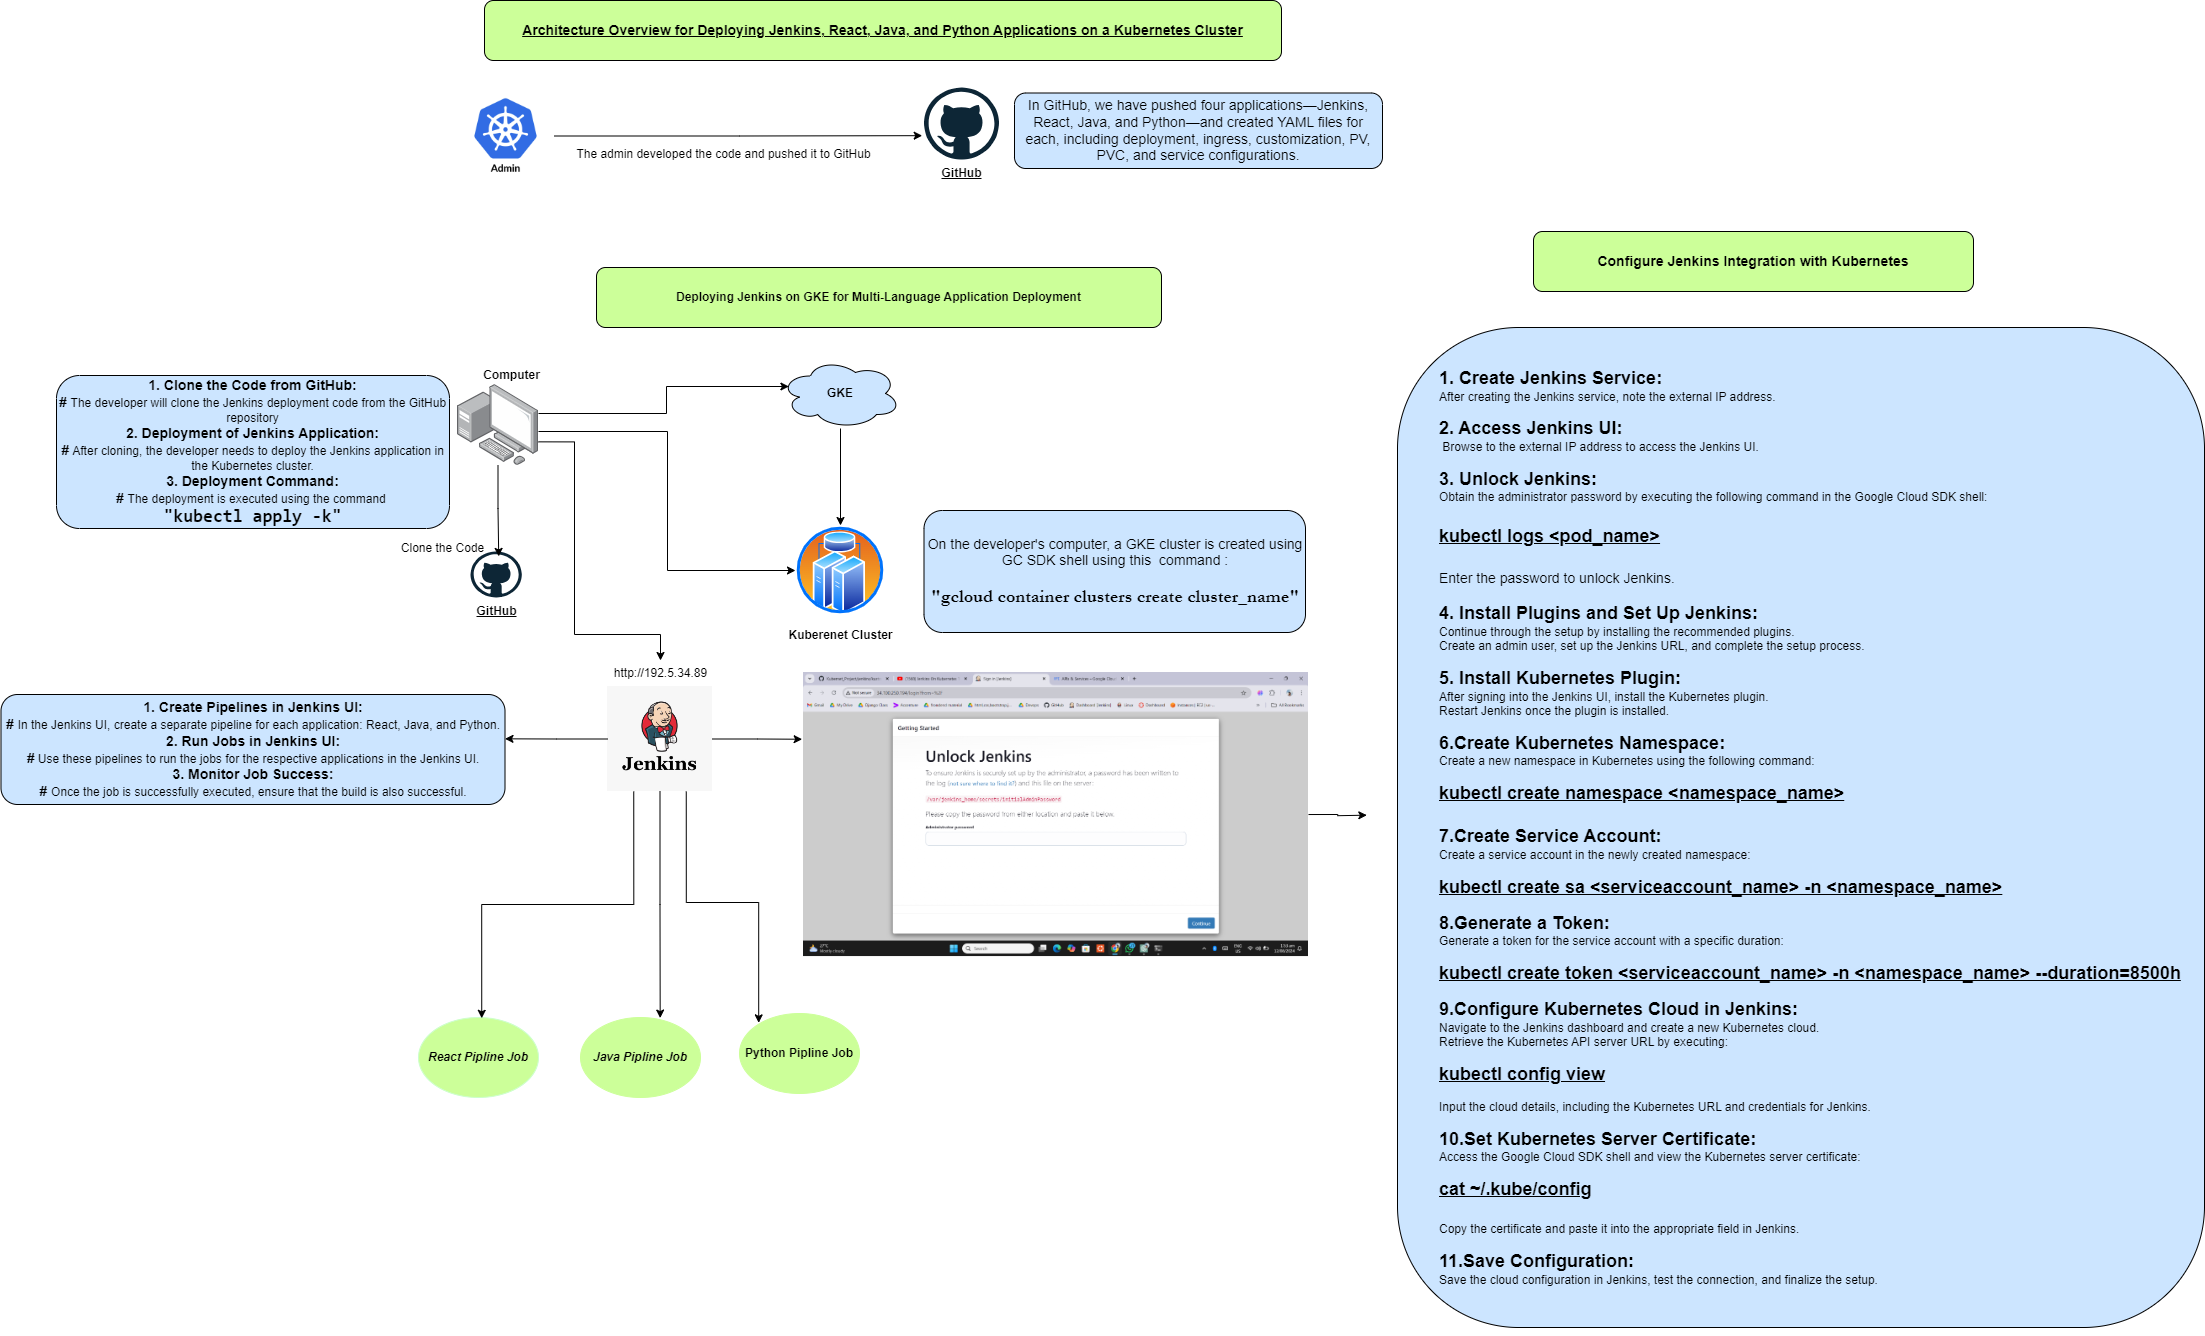 Architecture Overview for Deploying Jenkins, React, Java, and Python Applications on a Kubernetes Cluster
Admin
The admin developed the code and pushed it to GitHub
GitHub
In GitHub, we have pushed four applications—Jenkins,
React, Java, and Python—and created YAML files for
each, including deployment, ingress, customization, PV,
PVC, and service configurations.
Deploying Jenkins on GKE for Multi-Language Application Deployment
1. Clone the Code from GitHub:
# The developer will clone the Jenkins deployment code from the GitHub
repository
2. Deployment of Jenkins Application:
# After cloning, the developer needs to deploy the Jenkins application in
the Kubernetes cluster.
3. Deployment Command:
# The deployment is executed using the command
"kubectl apply -k"
Computer
GKE
Clone the Code
GitHub
Kuberenet Cluster
On the developer's computer, a GKE cluster is created using
GC SDK shell using this  command :
"gcloud container clusters create cluster_name"
http://192.5.34.89
Jenkins
1. Create Pipelines in Jenkins UI:
# In the Jenkins UI, create a separate pipeline for each application: React, Java, and Python.
2. Run Jobs in Jenkins UI:
# Use these pipelines to run the jobs for the respective applications in the Jenkins UI.
3. Monitor Job Success:
# Once the job is successfully executed, ensure that the build is also successful.
Getting Started
Unlock Jenkins
To ensure Jenkins is securely set up by the administrator, a password has been written to
the log (not sure where to find it?) and this file on the server:
/var/jenkins_home/secrets/initialAdminPassword
Please copy the password from either location and paste it below.
Administrator password
Continue
React Pipline Job
Java Pipline Job
Python Pipline Job
Configure Jenkins Integration with Kubernetes
1. Create Jenkins Service:
After creating the Jenkins service, note the external IP address.
2. Access Jenkins UI:
Browse to the external IP address to access the Jenkins UI.
3. Unlock Jenkins:
Obtain the administrator password by executing the following command in the Google Cloud SDK shell:
kubectl logs <pod_name>
Enter the password to unlock Jenkins.
4. Install Plugins and Set Up Jenkins:
Continue through the setup by installing the recommended plugins.
Create an admin user, set up the Jenkins URL, and complete the setup process.
5. Install Kubernetes Plugin:
After signing into the Jenkins UI, install the Kubernetes plugin.
Restart Jenkins once the plugin is installed.
6.Create Kubernetes Namespace:
Create a new namespace in Kubernetes using the following command:
kubectl create namespace <namespace_name>
7.Create Service Account:
Create a service account in the newly created namespace:
kubectl create sa <serviceaccount_name> -n <namespace_name>
8.Generate a Token:
Generate a token for the service account with a specific duration:
kubectl create token <serviceaccount_name> -n <namespace_name> --duration=8500h
9.Configure Kubernetes Cloud in Jenkins:
Navigate to the Jenkins dashboard and create a new Kubernetes cloud.
Retrieve the Kubernetes API server URL by executing:
kubectl config view
Input the cloud details, including the Kubernetes URL and credentials for Jenkins.
10.Set Kubernetes Server Certificate:
Access the Google Cloud SDK shell and view the Kubernetes server certificate:
cat ~/.kube/config
Copy the certificate and paste it into the appropriate field in Jenkins.
11.Save Configuration:
Save the cloud configuration in Jenkins, test the connection, and finalize the setup.